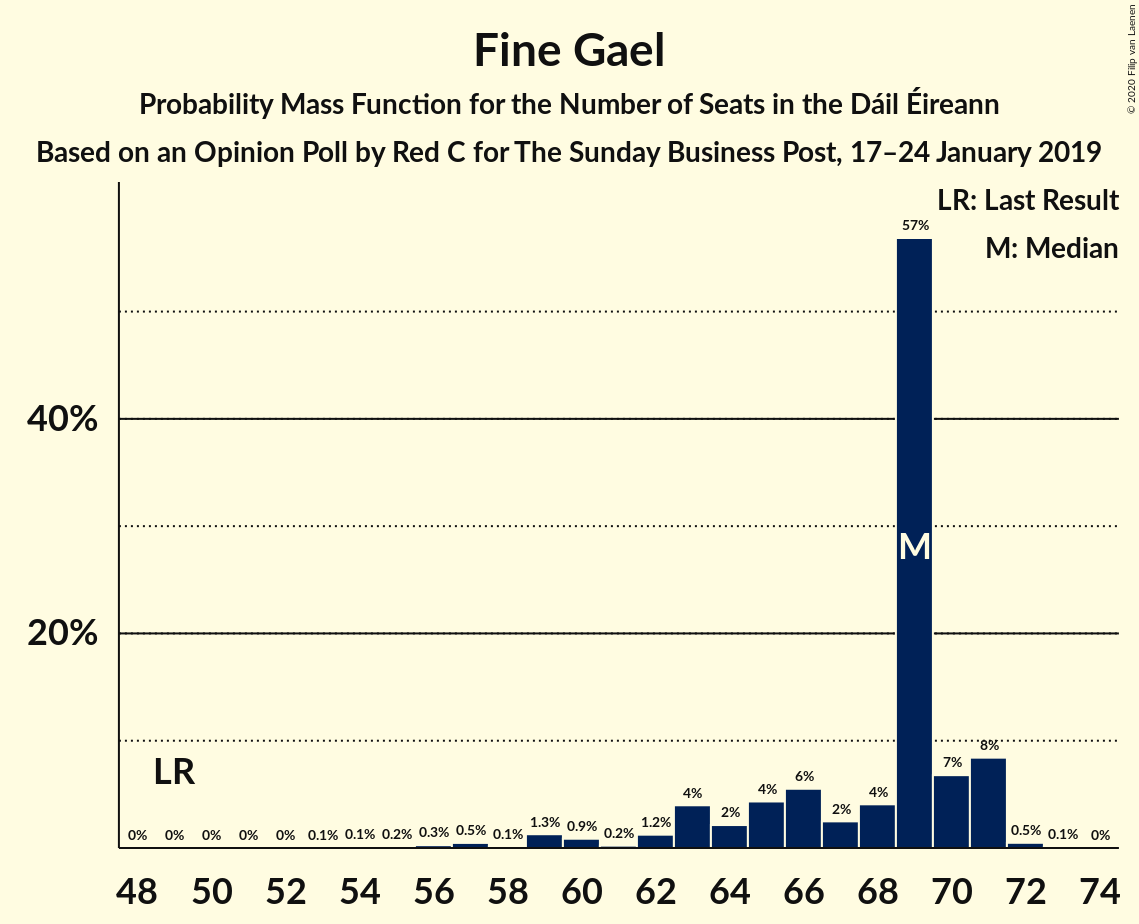 Fine Gael
Probability Mass Function for the Number of Seats in the Dáil Éireann
Based on an Opinion Poll by Red C for The Sunday Business Post, 17–24 January 2019
© 2020 Filip van Laenen
LR: Last Result
M: Median
57%
40%
M
20%
LR
0% 0% 0% 0% 0% 0.1% 0.1% 0.2% 0.3% 0.5% 0.1% 1.3% 0.9% 0.2% 1.2% 4% 2% 4% 6% 2% 4% 7% 8% 0.5% 0.1% 0%
48 50 52 54 56 58 60 62 64 66 68 70 72 74